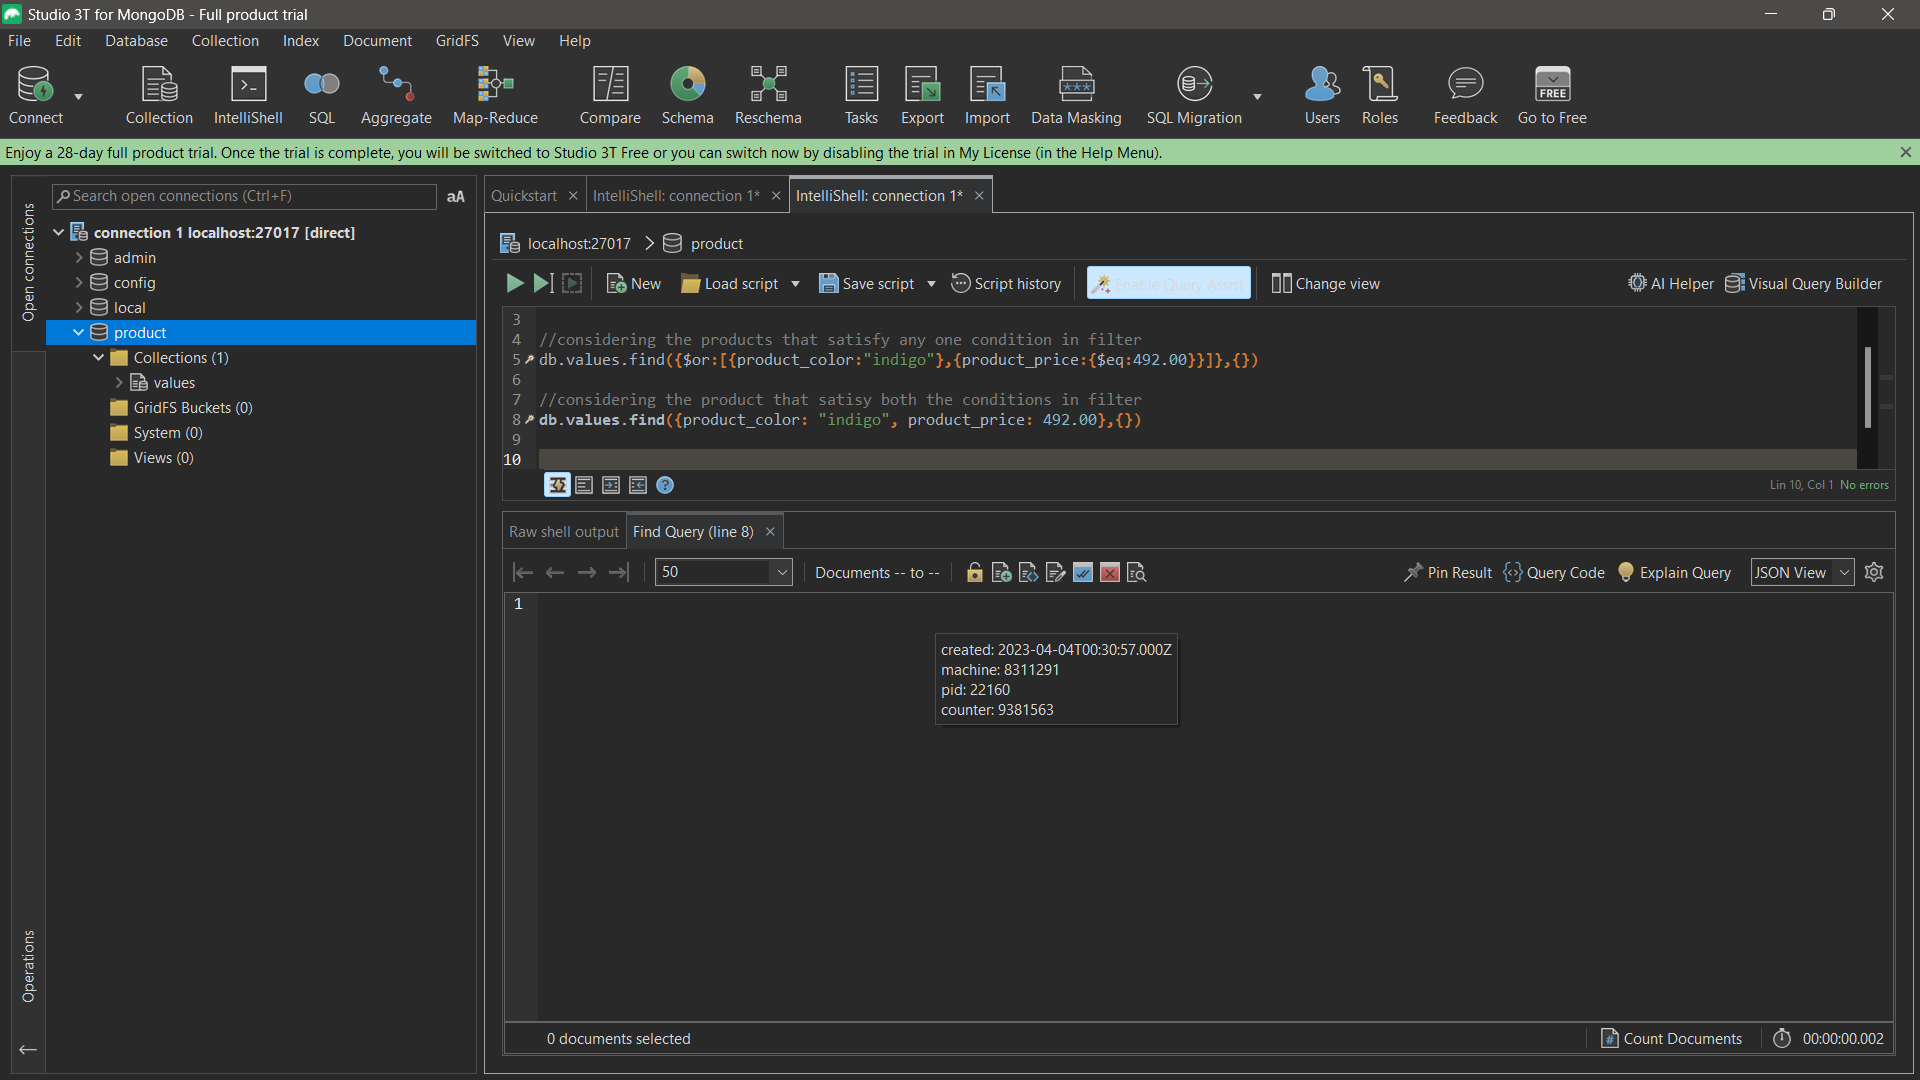 Studio 3T for MongoDB - Full product trial
File Edit Database Collection Index Document GridFS View Help
Connect Collection IntelliShell SQL Aggregate Map-Reduce Compare Schema Reschema Tasks Export Import Data Masking SQL Migration Users Roles Feedback FREE Go to Free
Enjoy a 28-day full product trial. Once the trial is complete, you will be switched to Studio 3T Free or you can switch now by disabling the trial in My License (in the Help Menu).
Open connections
Search open connections (Ctrl+F) aA
connection 1 localhost:27017 [direct]
admin
config
local
product
Collections (1)
values
GridFS Buckets (0)
System (0)
Views (0)
Operations
Quickstart IntelliShell: connection 1* IntelliShell: connection 1*
localhost:27017 product
New Load script Save script Script history Enable Query Assist Change view AI Helper Visual Query Builder
3
4 //considering the products that satisfy any one condition in filter
5 db.values.find({$or:[{product_color:"indigo"},{product_price:{$eq:492.00}}]},{})
6
7 //considering the product that satisy both the conditions in filter
8 db.values.find({product_color: "indigo", product_price: 492.00},{})
9
10
Lin 10, Col 1 No errors
Raw shell output Find Query (line 8)
50 Documents -- to -- Pin Result Query Code Explain Query JSON View
1
created: 2023-04-04T00:30:57.000Z
machine: 8311291
pid: 22160
counter: 9381563
0 documents selected Count Documents 00:00:00.002